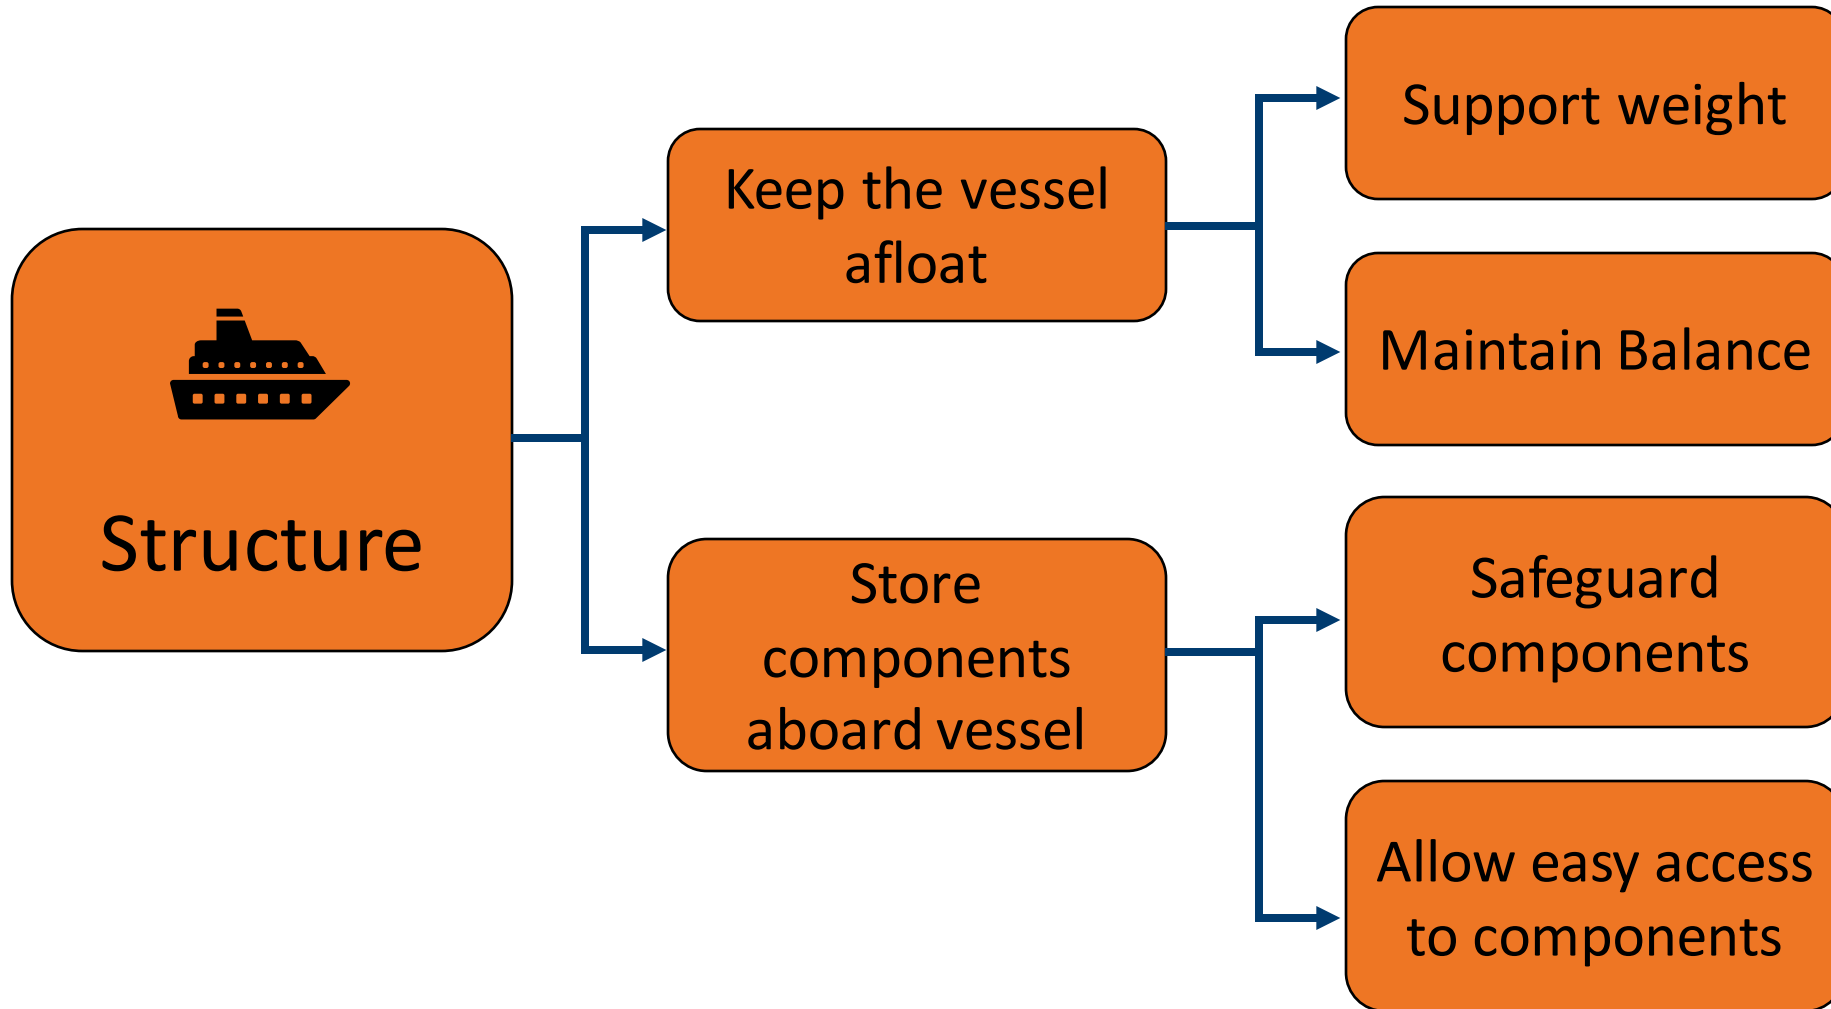 Structure
Keep the vessel
afloat
Store
components
aboard vessel
Support weight
Maintain Balance
Safeguard
components
Allow easy access
to components